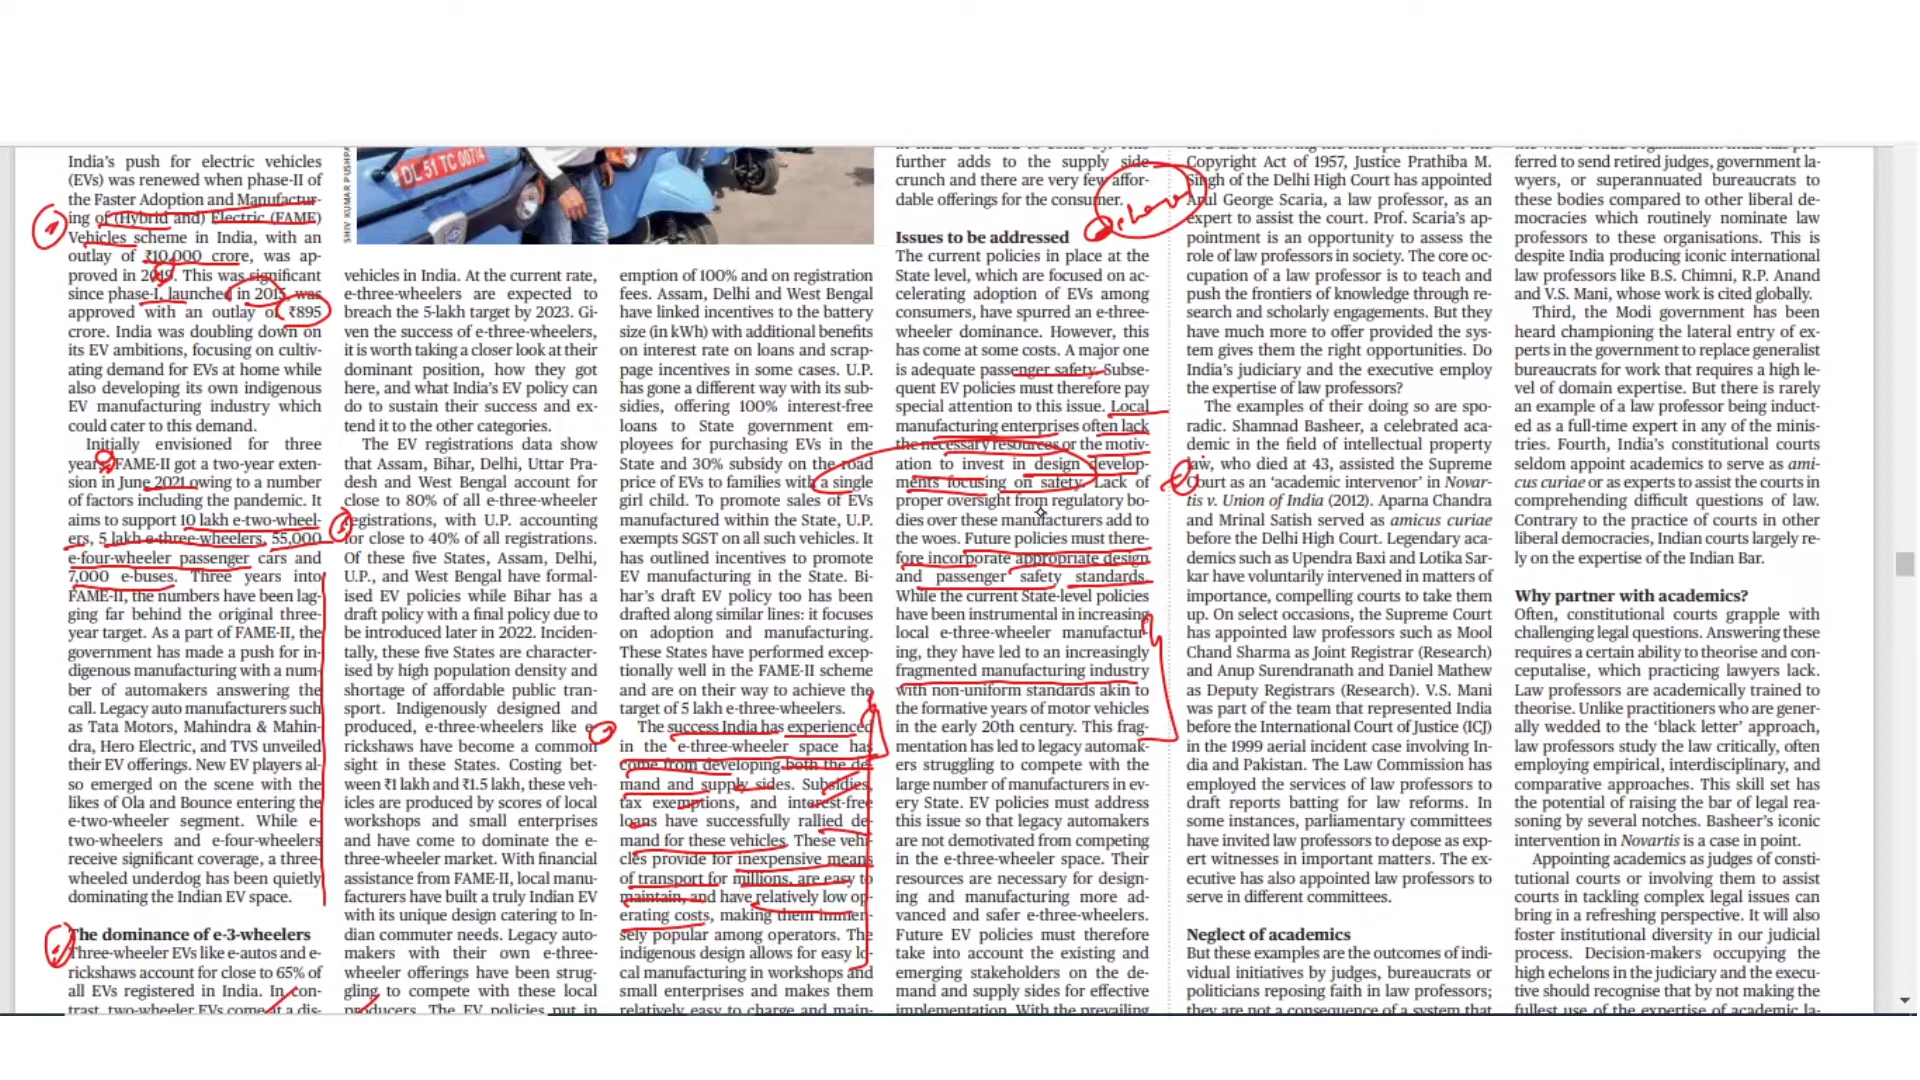 India's push for electric vehicles
(EVs) was renewed when phase-II of
the Faster Adoption and Manufactur-
ing of (Hybrid and) Electric (FAME)
Vehicles scheme in India, with an
outlay of ₹10,000 crore, was ap-
proved in 2019. This was significant
since phase-I, launched in 2015, was
approved with an outlay of ₹895
crore. India was doubling down on
its EV ambitions, focusing on cultiv-
ating demand for EVs at home while
also developing its own indigenous
EV manufacturing industry which
could cater to this demand.
Initially envisioned for three
years, FAME-II got a two-year exten-
sion in June 2021 owing to a number
of factors including the pandemic. It
aims to support 10 lakh e-two-wheel-
ers, 5 lakh e-three-wheelers, 55,000
e-four-wheeler passenger cars and
7,000 e-buses. Three years into
FAME-II, the numbers have been lag-
ging far behind the original three-
year target. As a part of FAME-II, the
government has made a push for in-
digenous manufacturing with a num-
ber of automakers answering the
call. Legacy auto manufacturers such
as Tata Motors, Mahindra & Mahin-
dra, Hero Electric, and TVS unveiled
their EV offerings. New EV players al-
so emerged on the scene with the
likes of Ola and Bounce entering the
e-two-wheeler segment. While e-
two-wheelers and e-four-wheelers
receive significant coverage, a three-
wheeled underdog has been quietly
dominating the Indian EV space.
The dominance of e-3-wheelers
Three-wheeler EVs like e-autos and e-
rickshaws account for close to 65% of
all EVs registered in India. In con-
trast, two-wheeler EVs come at a dis-
SHIV KUMAR PUSHPA
DL 51 TC 0074
vehicles in India. At the current rate,
e-three-wheelers are expected to
breach the 5-lakh target by 2023. Gi-
ven the success of e-three-wheelers,
it is worth taking a closer look at their
dominant position, how they got
here, and what India's EV policy can
do to sustain their success and ex-
tend it to the other categories.
The EV registrations data show
that Assam, Bihar, Delhi, Uttar Pra-
desh and West Bengal account for
close to 80% of all e-three-wheeler
registrations, with U.P. accounting
for close to 40% of all registrations.
Of these five States, Assam, Delhi,
U.P., and West Bengal have formal-
ised EV policies while Bihar has a
draft policy with a final policy due to
be introduced later in 2022. Inciden-
tally, these five States are character-
ised by high population density and
shortage of affordable public tran-
sport. Indigenously designed and
produced, e-three-wheelers like e-
rickshaws have become a common
sight in these States. Costing bet-
ween ₹1 lakh and ₹1.5 lakh, these veh-
icles are produced by scores of local
workshops and small enterprises
and have come to dominate the e-
three-wheeler market. With financial
assistance from FAME-II, local manu-
facturers have built a truly Indian EV
with its unique design catering to In-
dian commuter needs. Legacy auto-
makers with their own e-three-
wheeler offerings have been strug-
gling to compete with these local
producers. The EV policies put in
emption of 100% and on registration
fees. Assam, Delhi and West Bengal
have linked incentives to the battery
size (in kWh) with additional benefits
on interest rate on loans and scrap-
page incentives in some cases. U.P.
has gone a different way with its sub-
sidies, offering 100% interest-free
loans to State government em-
ployees for purchasing EVs in the
State and 30% subsidy on the road
price of EVs to families with a single
girl child. To promote sales of EVs
manufactured within the State, U.P.
exempts SGST on all such vehicles. It
has outlined incentives to promote
EV manufacturing in the State. Bi-
har's draft EV policy too has been
drafted along similar lines: it focuses
on adoption and manufacturing.
These States have performed excep-
tionally well in the FAME-II scheme
and are on their way to achieve the
target of 5 lakh e-three-wheelers.
The success India has experienced
in the e-three-wheeler space has
come from developing both the de-
mand and supply sides. Subsidies,
tax exemptions, and interest-free
loans have successfully rallied de-
mand for these vehicles. These vehi-
cles provide for inexpensive means
of transport for millions, are easy to
maintain, and have relatively low op-
erating costs, making them immen-
sely popular among operators. The
indigenous design allows for easy lo-
cal manufacturing in workshops and
small enterprises and makes them
relatively easy to charge and main-
further adds to the supply side
crunch and there are very few affor-
dable offerings for the consumer.
Issues to be addressed
The current policies in place at the
State level, which are focused on ac-
celerating adoption of EVs among
consumers, have spurred an e-three-
wheeler dominance. However, this
has come at some costs. A major one
is adequate passenger safety. Subse-
quent EV policies must therefore pay
special attention to this issue. Local
manufacturing enterprises often lack
the necessary resources or the motiv-
ation to invest in design develop-
ments focusing on safety. Lack of
proper oversight from regulatory bo-
dies over these manufacturers add to
the woes. Future policies must there-
fore incorporate appropriate design
and passenger safety standards.
While the current State-level policies
have been instrumental in increasing
local e-three-wheeler manufactur-
ing, they have led to an increasingly
fragmented manufacturing industry
with non-uniform standards akin to
the formative years of motor vehicles
in the early 20th century. This frag-
mentation has led to legacy automak-
ers struggling to compete with the
large number of manufacturers in ev-
ery State. EV policies must address
this issue so that legacy automakers
are not demotivated from competing
in the e-three-wheeler space. Their
resources are necessary for design-
ing and manufacturing more ad-
vanced and safer e-three-wheelers.
Future EV policies must therefore
take into account the existing and
emerging stakeholders on the de-
mand and supply sides for effective
implementation. With the prevailing
Copyright Act of 1957, Justice Prathiba M.
Singh of the Delhi High Court has appointed
Arul George Scaria, a law professor, as an
expert to assist the court. Prof. Scaria's ap-
pointment is an opportunity to assess the
role of law professors in society. The core oc-
cupation of a law professor is to teach and
push the frontiers of knowledge through re-
search and scholarly engagements. But they
have much more to offer provided the sys-
tem gives them the right opportunities. Do
India's judiciary and the executive employ
the expertise of law professors?
The examples of their doing so are spo-
radic. Shamnad Basheer, a celebrated aca-
demic in the field of intellectual property
law, who died at 43, assisted the Supreme
Court as an 'academic intervenor' in Novar-
tis v. Union of India (2012). Aparna Chandra
and Mrinal Satish served as amicus curiae
before the Delhi High Court. Legendary aca-
demics such as Upendra Baxi and Lotika Sar-
kar have voluntarily intervened in matters of
importance, compelling courts to take them
up. On select occasions, the Supreme Court
has appointed law professors such as Mool
Chand Sharma as Joint Registrar (Research)
and Anup Surendranath and Daniel Mathew
as Deputy Registrars (Research). V.S. Mani
was part of the team that represented India
before the International Court of Justice (ICJ)
in the 1999 aerial incident case involving In-
dia and Pakistan. The Law Commission has
employed the services of law professors to
draft reports batting for law reforms. In
some instances, parliamentary committees
have invited law professors to depose as exp-
ert witnesses in important matters. The ex-
ecutive has also appointed law professors to
serve in different committees.
Neglect of academics
But these examples are the outcomes of indi-
vidual initiatives by judges, bureaucrats or
politicians reposing faith in law professors;
they are not a consequence of a system that
ferred to send retired judges, government la-
wyers, or superannuated bureaucrats to
these bodies compared to other liberal de-
mocracies which routinely nominate law
professors to these organisations. This is
despite India producing iconic international
law professors like B.S. Chimni, R.P. Anand
and V.S. Mani, whose work is cited globally.
Third, the Modi government has been
heard championing the lateral entry of ex-
perts in the government to replace generalist
bureaucrats for work that requires a high le-
vel of domain expertise. But there is rarely
an example of a law professor being induct-
ed as a full-time expert in any of the minis-
tries. Fourth, India's constitutional courts
seldom appoint academics to serve as ami-
cus curiae or as experts to assist the courts in
comprehending difficult questions of law.
Contrary to the practice of courts in other
liberal democracies, Indian courts largely re-
ly on the expertise of the Indian Bar.
Why partner with academics?
Often, constitutional courts grapple with
challenging legal questions. Answering these
requires a certain ability to theorise and con-
ceputalise, which practicing lawyers lack.
Law professors are academically trained to
theorise. Unlike practitioners who are gener-
ally wedded to the 'black letter' approach,
law professors study the law critically, often
employing empirical, interdisciplinary, and
comparative approaches. This skill set has
the potential of raising the bar of legal rea-
soning by several notches. Basheer's iconic
intervention in Novartis is a case in point.
Appointing academics as judges of consti-
tutional courts or involving them to assist
courts in tackling complex legal issues can
bring in a refreshing perspective. It will also
foster institutional diversity in our judicial
process. Decision-makers occupying the
high echelons in the judiciary and the execu-
tive should recognise that by not making the
fullest use of the expertise of academic la-